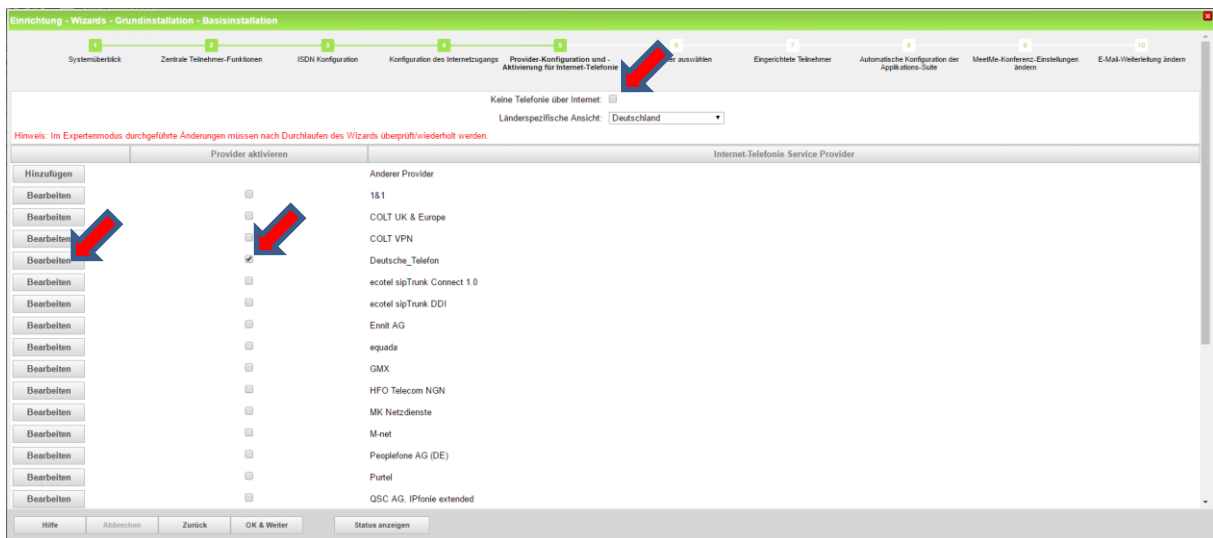 Einrichtung - Wizards - Grundinstallation - Basisinstallation
1 2 3 4 5 6 7 8 9 10
Systemüberblick
Zentrale Teilnehmer-Funktionen
ISDN Konfiguration
Konfiguration des Internetzugangs
Provider-Konfiguration und -
Aktivierung für Internet-Telefonie
auswählen
Eingerichtete Teilnehmer
Automatische Konfiguration der
Applikations-Suite
MeetMe-Konferenz-Einstellungen
ändern
E-Mail-Weiterleitung ändern
Keine Telefonie über Internet:
Länderspezifische Ansicht: Deutschland
Hinweis: Im Expertenmodus durchgeführte Änderungen müssen nach Durchlaufen des Wizards überprüft/wiederholt werden.
Provider aktivieren Internet-Telefonie Service Provider
Hinzufügen Anderer Provider
Bearbeiten 1&1
Bearbeiten COLT UK & Europe
Bearbeiten COLT VPN
Bearbeiten Deutsche_Telefon
Bearbeiten ecotel sipTrunk Connect 1.0
Bearbeiten ecotel sipTrunk DDI
Bearbeiten Ennit AG
Bearbeiten equada
Bearbeiten GMX
Bearbeiten HFO Telecom NGN
Bearbeiten MK Netzdienste
Bearbeiten M-net
Bearbeiten Peoplefone AG (DE)
Bearbeiten Purtel
Bearbeiten QSC AG, IPfonie extended
Hilfe Abbrechen Zurück OK & Weiter Status anzeigen